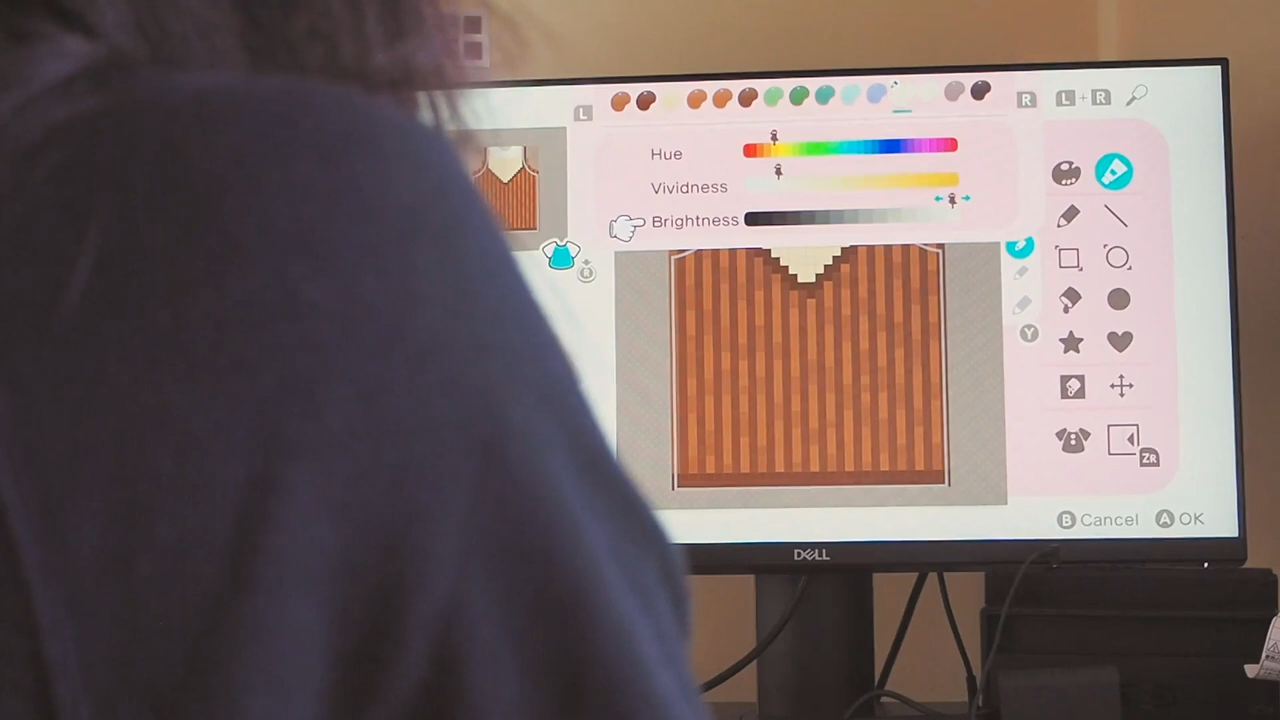 L
R
L + R
Hue
Vividness
Brightness
R
Y
ZR
B Cancel A OK
DELL